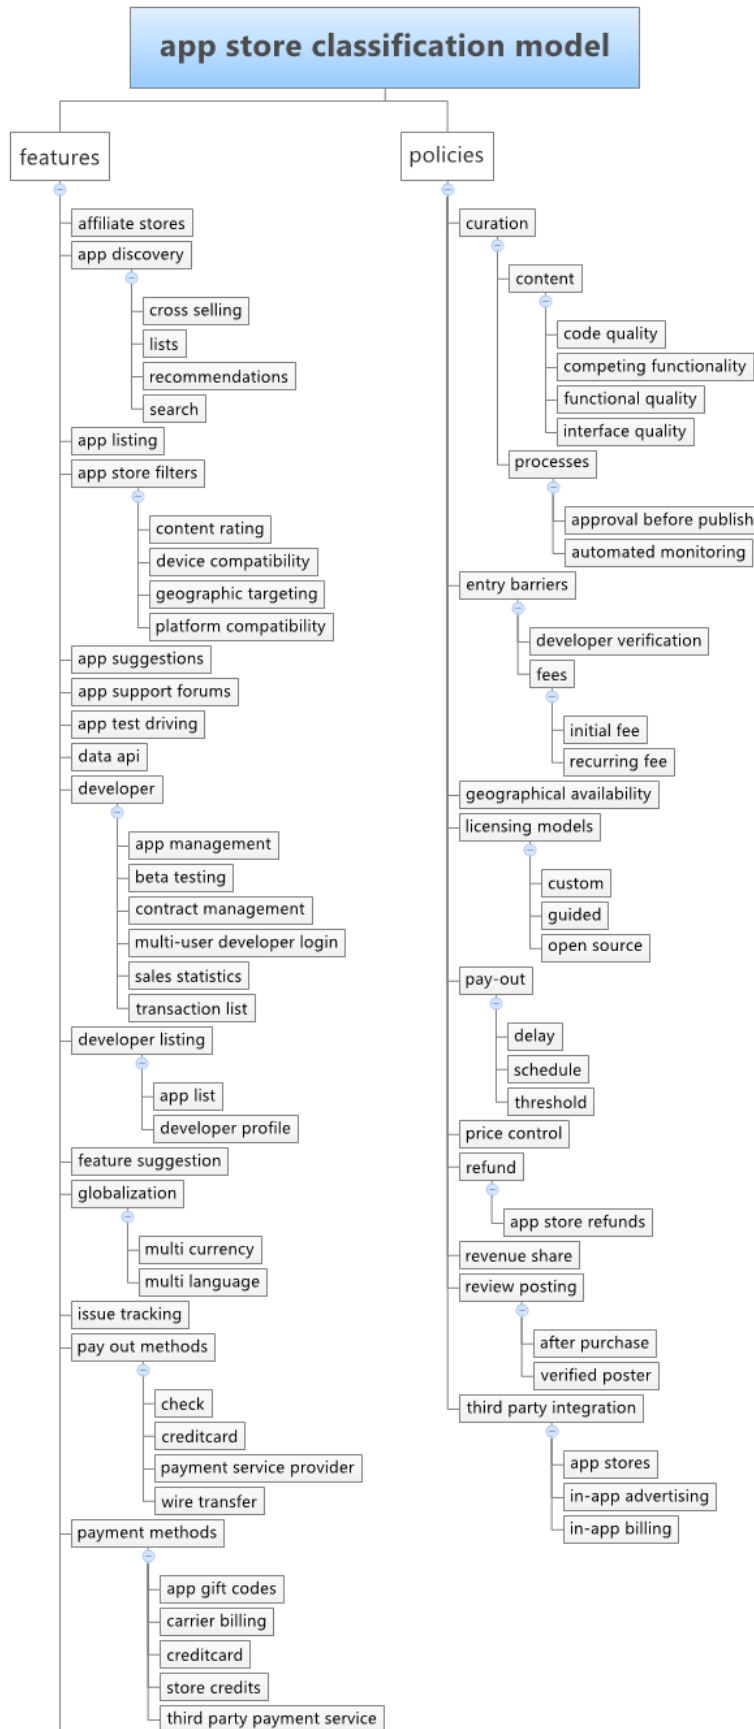 app store classification model
features
affiliate stores
app discovery
cross selling
lists
recommendations
search
app listing
app store filters
content rating
device compatibility
geographic targeting
platform compatibility
app suggestions
app support forums
app test driving
data api
developer
app management
beta testing
contract management
multi-user developer login
sales statistics
transaction list
developer listing
app list
developer profile
feature suggestion
globalization
multi currency
multi language
issue tracking
pay out methods
check
creditcard
payment service provider
wire transfer
payment methods
app gift codes
carrier billing
creditcard
store credits
third party payment service
policies
curation
content
code quality
competing functionality
functional quality
interface quality
processes
approval before publish
automated monitoring
entry barriers
developer verification
fees
initial fee
recurring fee
geographical availability
licensing models
custom
guided
open source
pay-out
delay
schedule
threshold
price control
refund
app store refunds
revenue share
review posting
after purchase
verified poster
third party integration
app stores
in-app advertising
in-app billing